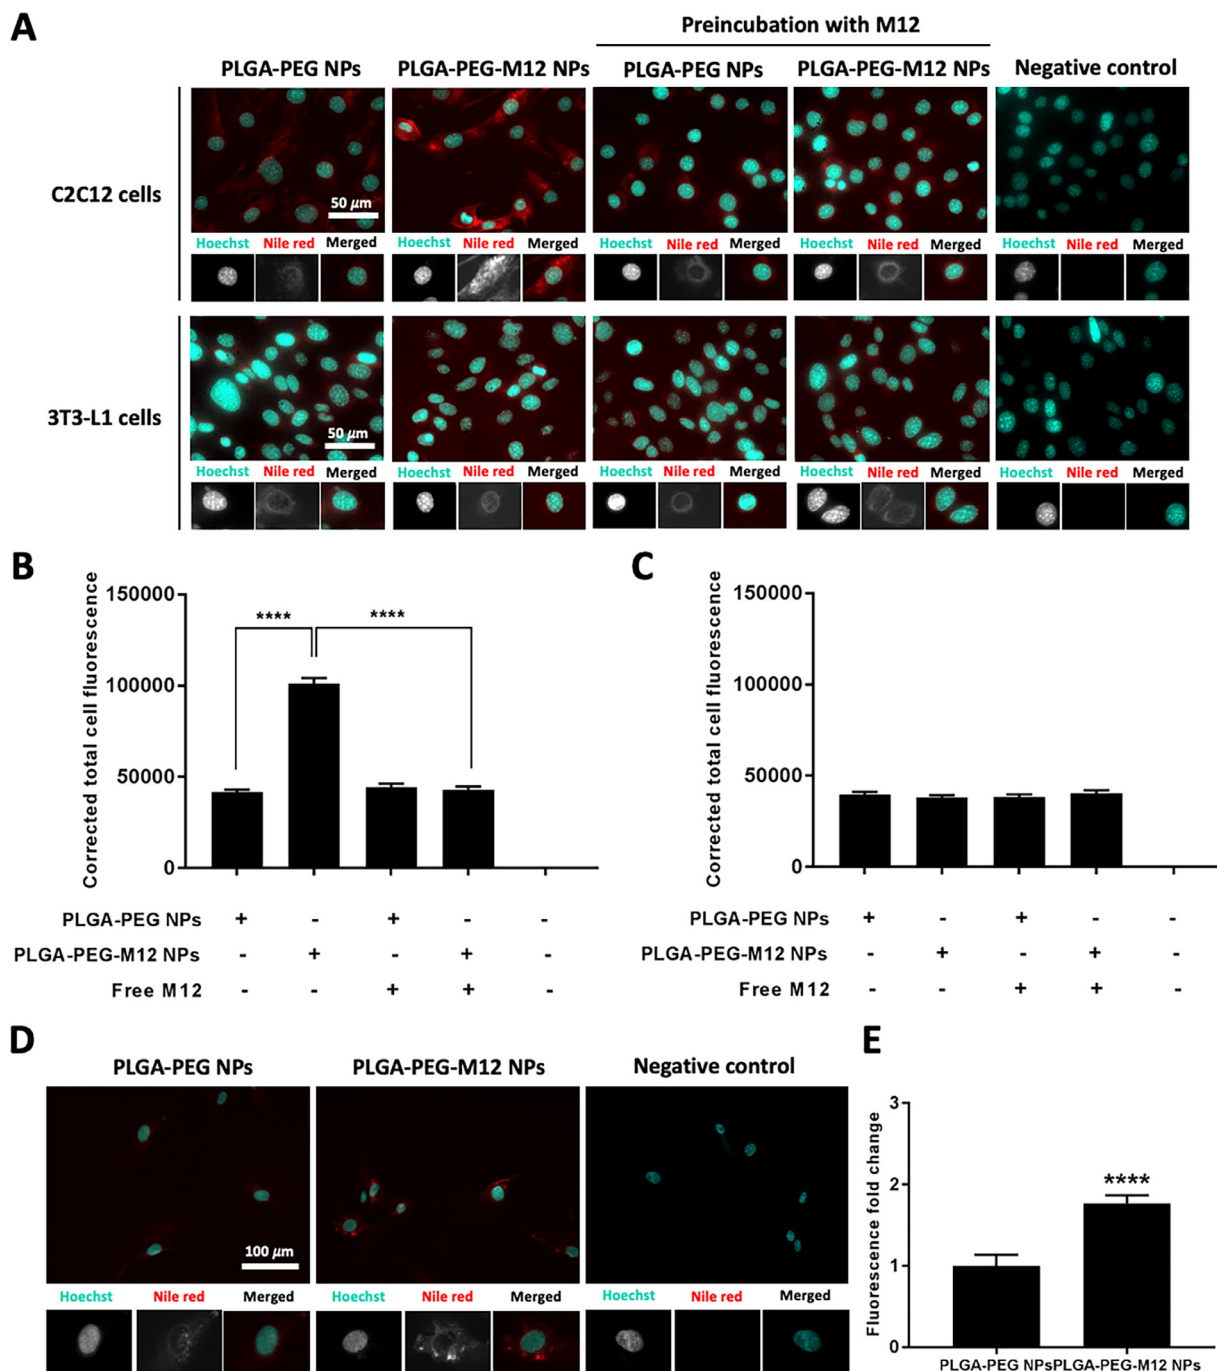 A
Preincubation with M12
PLGA-PEG NPs PLGA-PEG-M12 NPs PLGA-PEG NPs PLGA-PEG-M12 NPs Negative control
C2C12 cells
50 µm
Hoechst Nile red Merged Hoechst Nile red Merged Hoechst Nile red Merged Hoechst Nile red Merged Hoechst Nile red Merged
3T3-L1 cells
50 µm
Hoechst Nile red Merged Hoechst Nile red Merged Hoechst Nile red Merged Hoechst Nile red Merged Hoechst Nile red Merged
B
Corrected total cell fluorescence
150000
100000
50000
0
**** ****
PLGA-PEG NPs + - + - -
PLGA-PEG-M12 NPs - + - + -
Free M12 - - + + -
C
Corrected total cell fluorescence
150000
100000
50000
0
PLGA-PEG NPs + - + - -
PLGA-PEG-M12 NPs - + - + -
Free M12 - - + + -
D
PLGA-PEG NPs PLGA-PEG-M12 NPs Negative control
100 µm
Hoechst Nile red Merged Hoechst Nile red Merged Hoechst Nile red Merged
E
Fluorescence fold change
3
2
1
0
****
PLGA-PEG NPs PLGA-PEG-M12 NPs